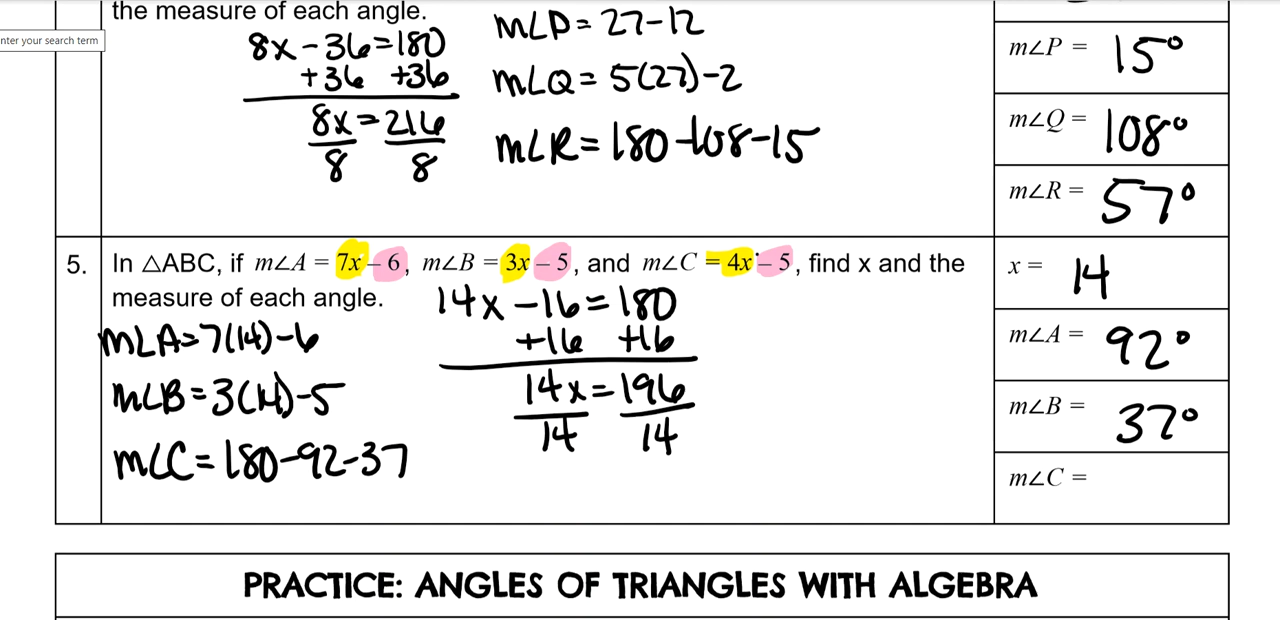 the measure of each angle.
nter your search term
8x - 36 = 180
+36 +36
8x = 216
8 8
m∠P = 27 - 12
m∠Q = 5(27) - 2
m∠R = 180 - 108 - 15
m∠P = 15°
m∠Q = 108°
m∠R = 57°
5. In △ABC, if m∠A = 7x - 6, m∠B = 3x - 5, and m∠C = 4x - 5, find x and the
measure of each angle.
14x - 16 = 180
+16 +16
14x = 196
14 14
m∠A = 7(14) - 6
m∠B = 3(14) - 5
m∠C = 180 - 92 - 37
x = 14
m∠A = 92°
m∠B = 37°
m∠C =
PRACTICE: ANGLES OF TRIANGLES WITH ALGEBRA